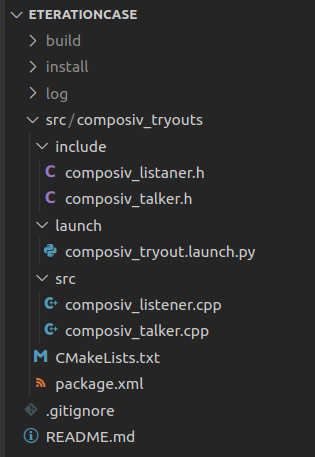 ETERATIONCASE
build
install
log
src/composiv_tryouts
include
C composiv_listaner.h
C composiv_talker.h
launch
composiv_tryout.launch.py
src
composiv_listener.cpp
composiv_talker.cpp
M CMakeLists.txt
package.xml
.gitignore
README.md